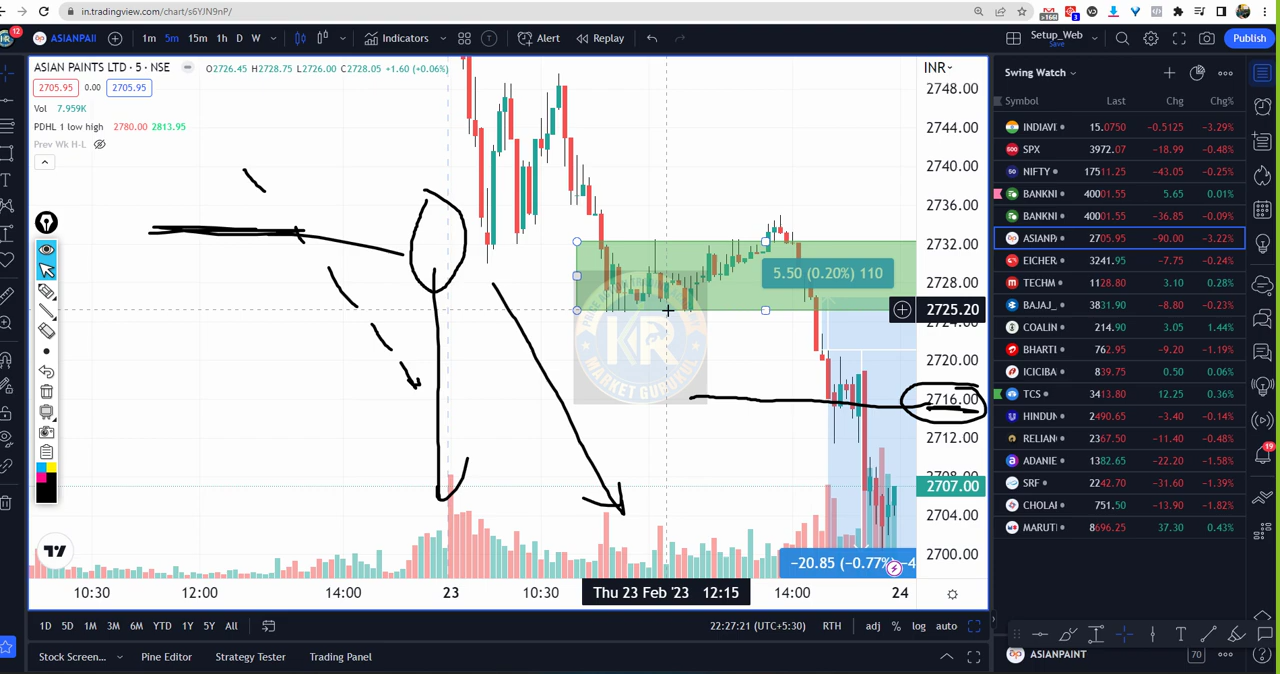 in.tradingview.com/chart/s6YJN9nP/
>168
3
12
ASIANPAII
1m 5m 15m 1h D W
Indicators
Alert
Replay
Setup_Web
Save
Publish
ASIAN PAINTS LTD · 5 · NSE
O2726.45 H2728.75 L2726.00 C2728.05 +1.60 (+0.06%)
2705.95 0.00 2705.95
Vol 7.959K
PDHL 1 low high 2780.00 2813.95
Prev Wk H-L
INR
2748.00
2744.00
2740.00
2736.00
2732.00
2728.00
2725.20
2724.00
2720.00
2716.00
2712.00
2707.00
2704.00
2700.00
5.50 (0.20%) 110
KR
MARKET GURUKUL
−20.85 (−0.77%) −4
10:30 12:00 14:00 23 10:30 Thu 23 Feb '23 12:15 14:00 24
1D 5D 1M 3M 6M YTD 1Y 5Y All
22:27:21 (UTC+5:30) RTH adj % log auto
Stock Screen... Pine Editor Strategy Tester Trading Panel
Swing Watch
Symbol Last Chg Chg%
INDIAVI 15.0750 -0.5125 -3.29%
SPX 3972.07 -18.99 -0.48%
NIFTY 17511.25 -43.05 -0.25%
BANKNI 40001.55 5.65 0.01%
BANKNI 40001.55 -36.85 -0.09%
ASIANPA 2705.95 -90.00 -3.22%
EICHER 3241.95 -7.75 -0.24%
TECHM 1128.80 3.10 0.28%
BAJAJ_ 3831.90 -8.80 -0.23%
COALIN 214.90 3.05 1.44%
BHARTI 762.95 -9.20 -1.19%
ICICIBA 839.75 0.50 0.06%
TCS 3413.80 12.25 0.36%
HINDUN 2490.65 -3.40 -0.14%
RELIAN 2367.50 -11.40 -0.48%
ADANIE 1382.65 -22.20 -1.58%
SRF 2242.70 -31.60 -1.39%
CHOLA 751.50 -13.90 -1.82%
MARUTI 8696.25 37.30 0.43%
19
ASIANPAINT
70